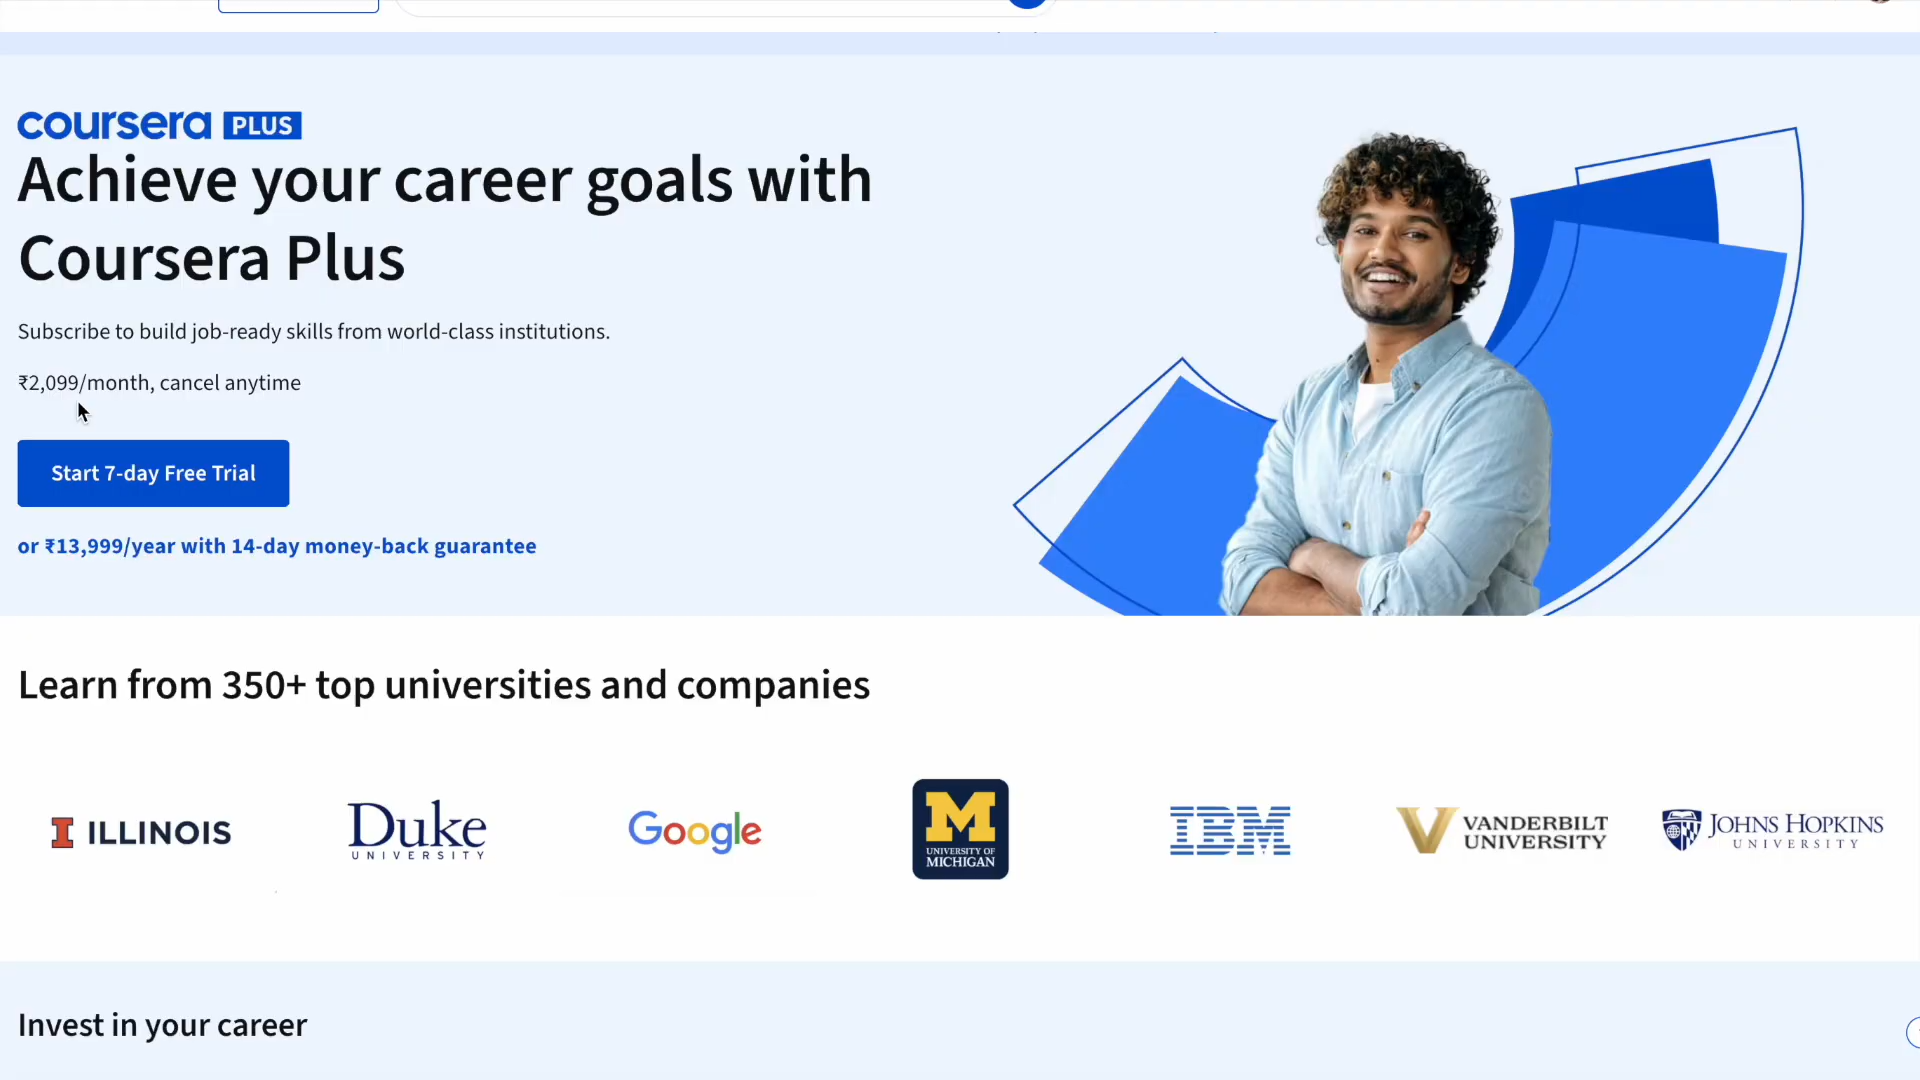 coursera PLUS
Achieve your career goals with
Coursera Plus
Subscribe to build job-ready skills from world-class institutions.
₹2,099/month, cancel anytime
Start 7-day Free Trial
or ₹13,999/year with 14-day money-back guarantee
Learn from 350+ top universities and companies
I ILLINOIS
Duke
UNIVERSITY
Google
M
UNIVERSITY OF
MICHIGAN
IBM
V VANDERBILT
UNIVERSITY
JOHNS HOPKINS
UNIVERSITY
Invest in your career